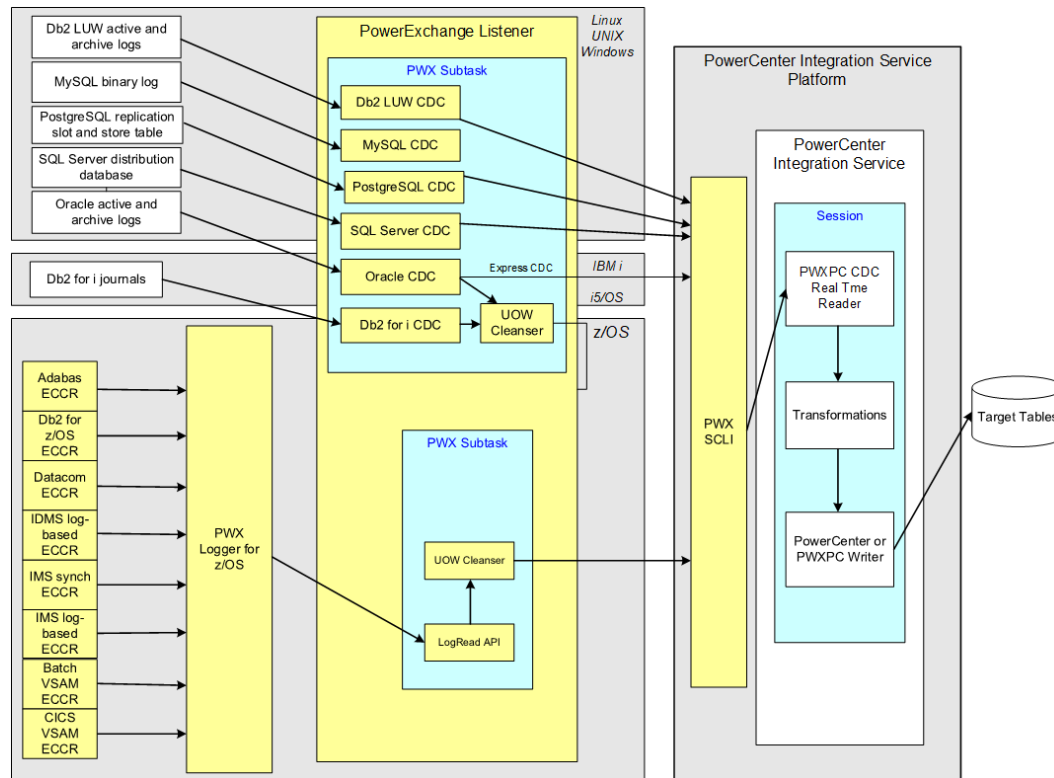 Db2 LUW active and
archive logs
MySQL binary log
PostgreSQL replication
slot and store table
SQL Server distribution
database
Oracle active and
archive logs
Db2 for i journals
PowerExchange Listener
Linux
UNIX
Windows
PWX Subtask
Db2 LUW CDC
MySQL CDC
PostgreSQL CDC
SQL Server CDC
Oracle CDC
Express CDC
IBM i
i5/OS
Db2 for i CDC
UOW
Cleanser
z/OS
Adabas
ECCR
Db2 for
z/OS
ECCR
Datacom
ECCR
IDMS log-
based
ECCR
IMS synch
ECCR
IMS log-
based
ECCR
Batch
VSAM
ECCR
CICS
VSAM
ECCR
PWX
Logger for
z/OS
PWX Subtask
UOW Cleanser
LogRead API
PowerCenter Integration Service
Platform
PWX
SCLI
PowerCenter
Integration Service
Session
PWXPC CDC
Real Tme
Reader
Transformations
PowerCenter or
PWXPC Writer
Target Tables